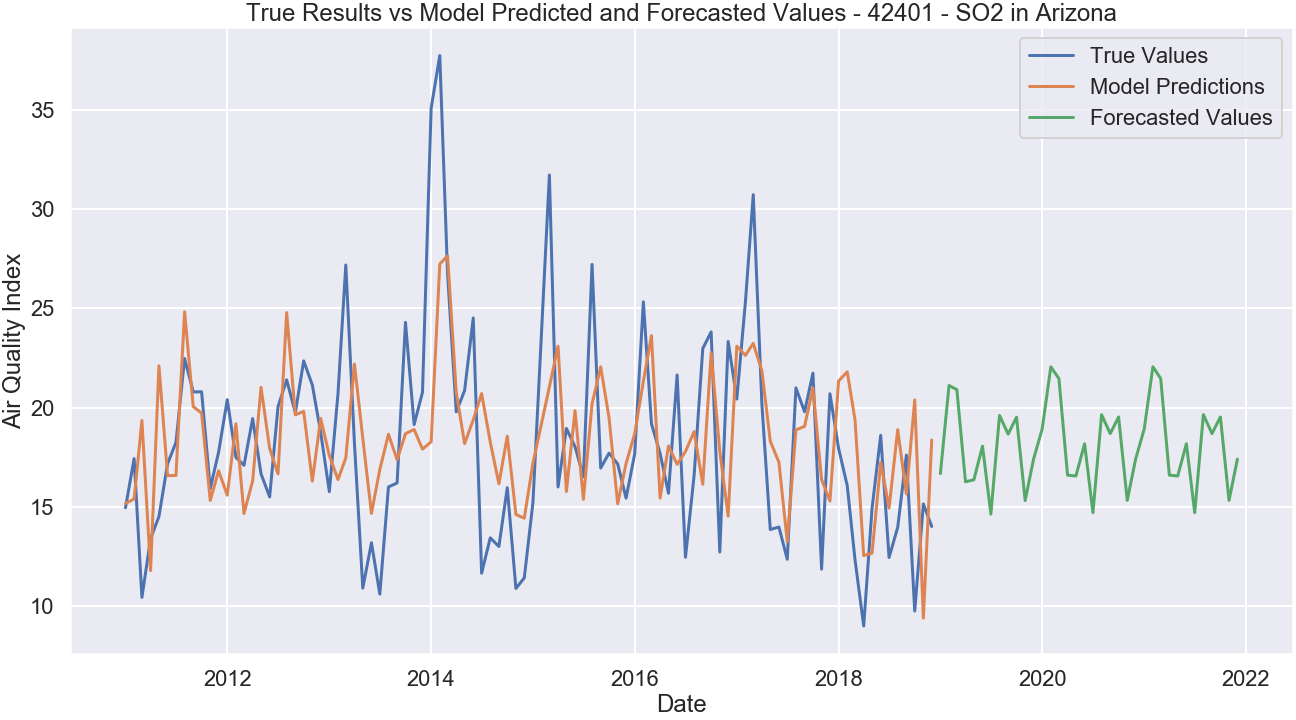 True Results vs Model Predicted and Forecasted Values - 42401 - SO2 in Arizona
True Values
Model Predictions
Forecasted Values
Air Quality Index
35
30
25
20
15
10
2012 2014 2016 2018 2020 2022
Date